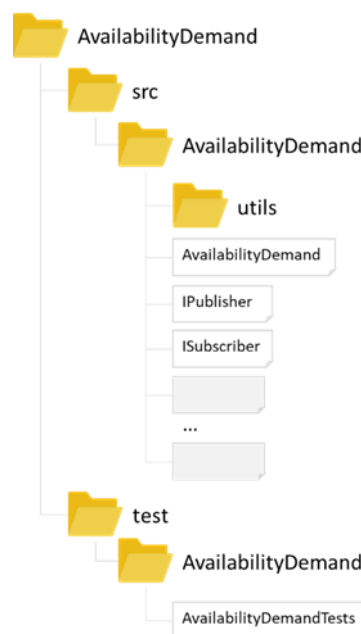 AvailabilityDemand
src
AvailabilityDemand
utils
AvailabilityDemand
IPublisher
ISubscriber
...
test
AvailabilityDemand
AvailabilityDemandTests